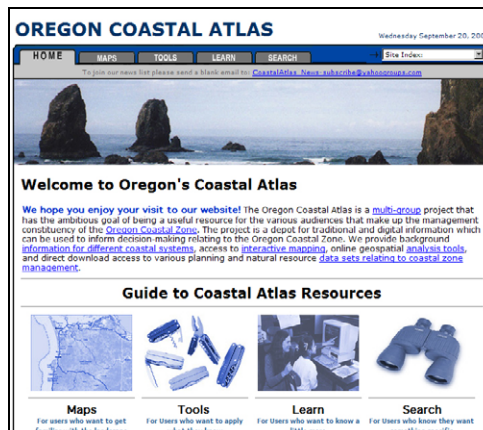 OREGON COASTAL ATLAS
Wednesday September 20, 200
HOME MAPS TOOLS LEARN SEARCH Site Index:
To join our news list please send a blank email to: CoastalAtlas_News-subscribe@yahoogroups.com
Welcome to Oregon's Coastal Atlas
We hope you enjoy your visit to our website! The Oregon Coastal Atlas is a multi-group project that
has the ambitious goal of being a useful resource for the various audiences that make up the management
constituency of the Oregon Coastal Zone. The project is a depot for traditional and digital information which
can be used to inform decision-making relating to the Oregon Coastal Zone. We provide background
information for different coastal systems, access to interactive mapping, online geospatial analysis tools,
and direct download access to various planning and natural resource data sets relating to coastal zone
management.
Guide to Coastal Atlas Resources
Maps Tools Learn Search
For users who want to get For Users who want to apply For Users who want to know a For Users who know they want